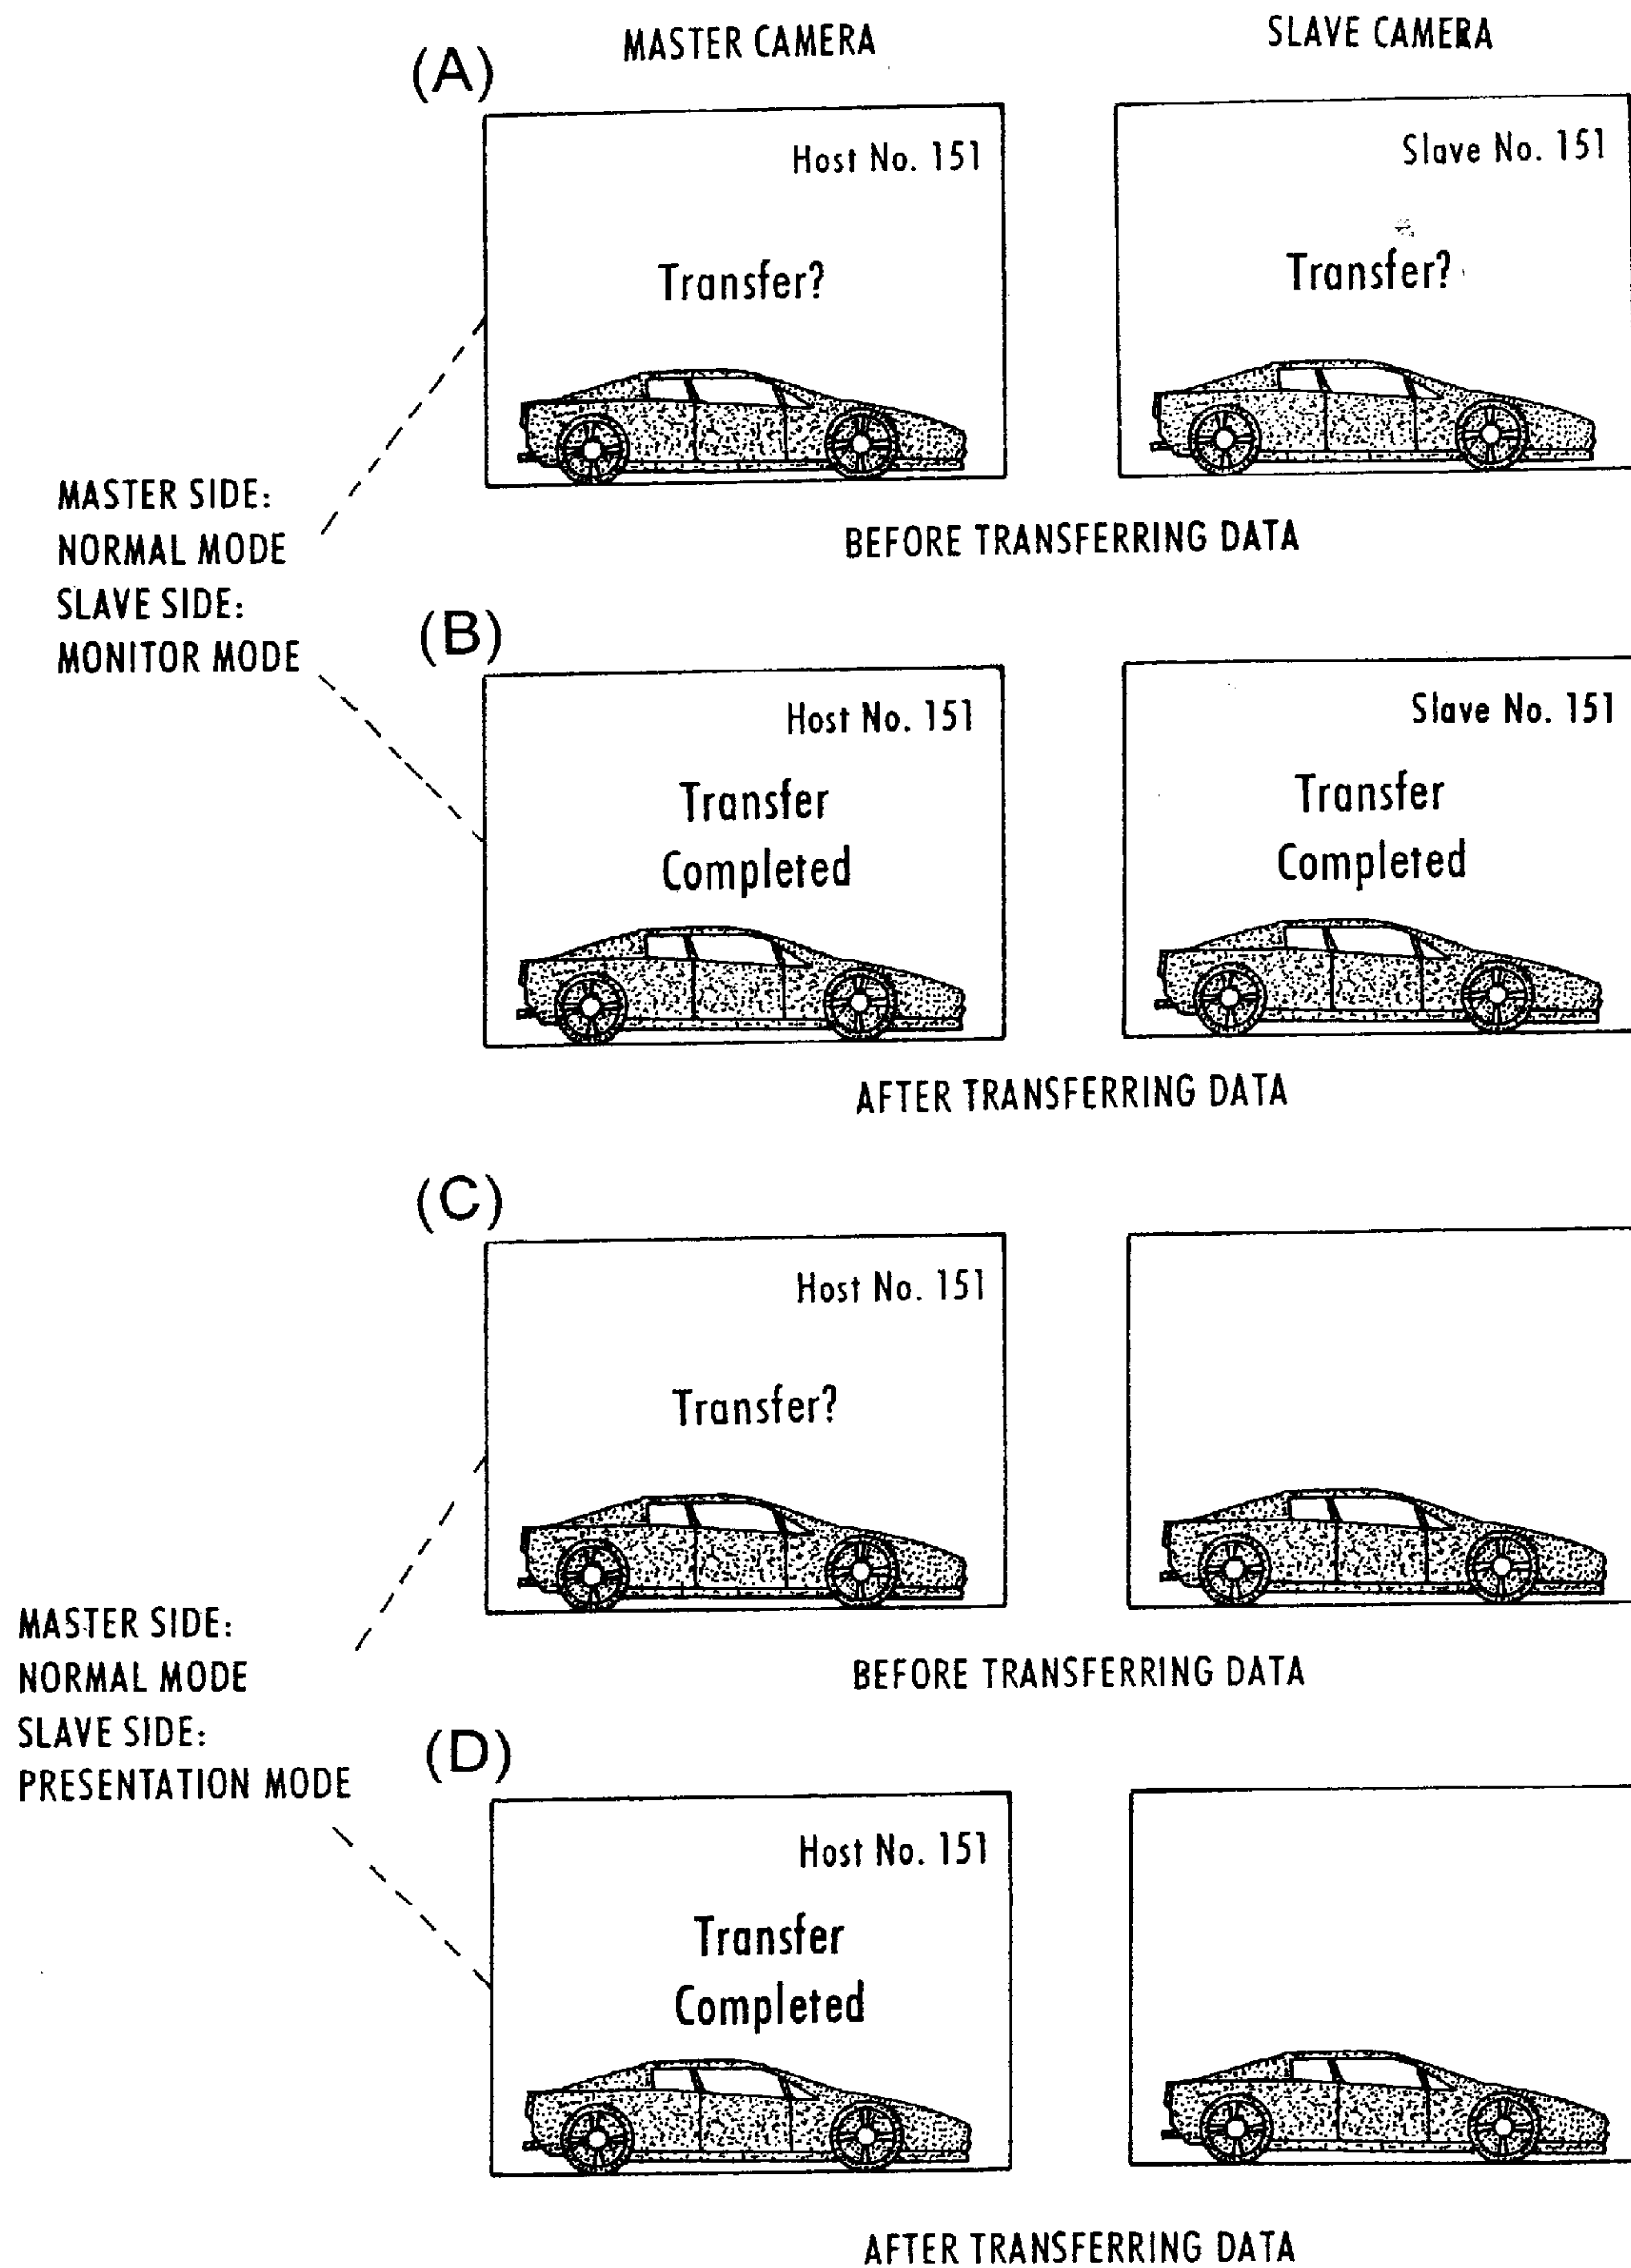 MASTER CAMERA
SLAVE CAMERA
(A)
Host No. 151
Slave No. 151
Transfer?
Transfer?
MASTER SIDE:
NORMAL MODE
SLAVE SIDE:
MONITOR MODE
BEFORE TRANSFERRING DATA
(B)
Host No. 151
Slave No. 151
Transfer
Completed
Transfer
Completed
AFTER TRANSFERRING DATA
(C)
Host No. 151
Transfer?
MASTER SIDE:
NORMAL MODE
SLAVE SIDE:
PRESENTATION MODE
BEFORE TRANSFERRING DATA
(D)
Host No. 151
Transfer
Completed
AFTER TRANSFERRING DATA